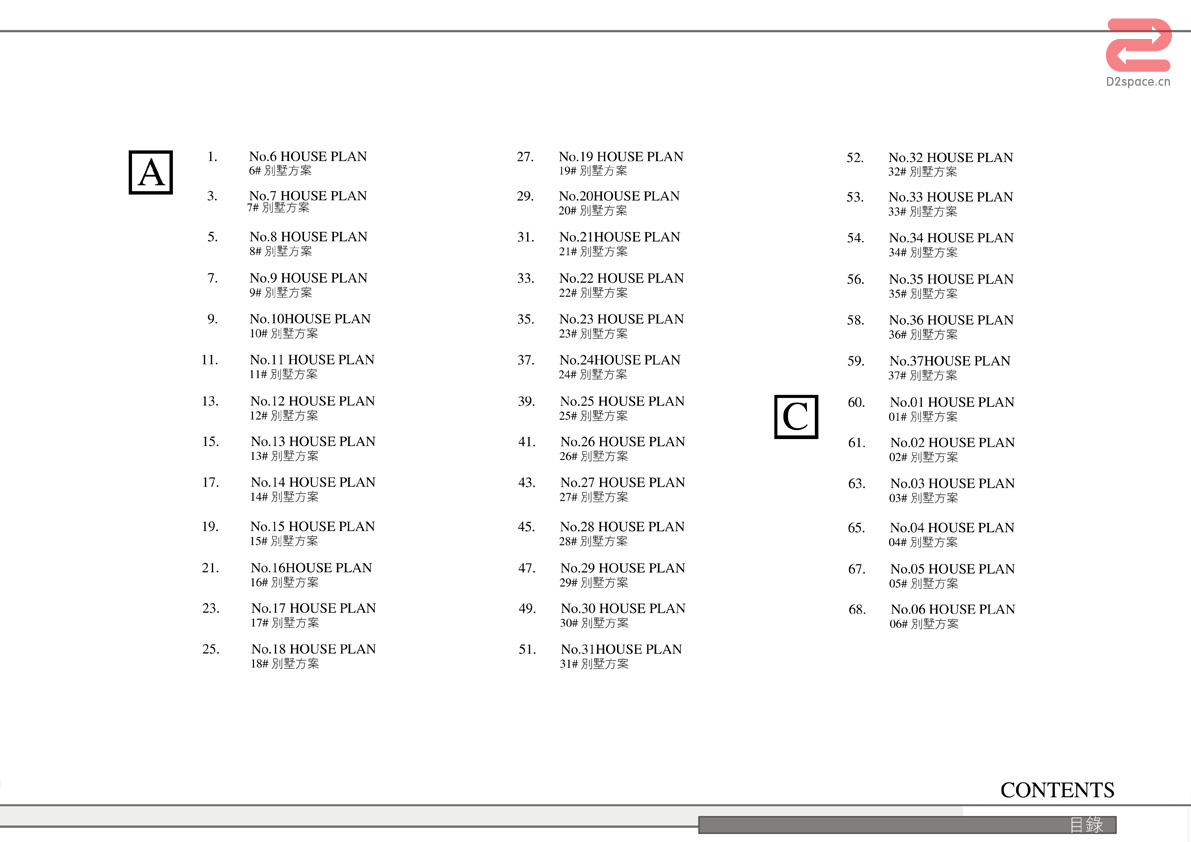 D2space.cn
A
1. No.6 HOUSE PLAN
6# 別墅方案
3. No.7 HOUSE PLAN
7# 別墅方案
5. No.8 HOUSE PLAN
8# 別墅方案
7. No.9 HOUSE PLAN
9# 別墅方案
9. No.10HOUSE PLAN
10# 別墅方案
11. No.11 HOUSE PLAN
11# 別墅方案
13. No.12 HOUSE PLAN
12# 別墅方案
15. No.13 HOUSE PLAN
13# 別墅方案
17. No.14 HOUSE PLAN
14# 別墅方案
19. No.15 HOUSE PLAN
15# 別墅方案
21. No.16HOUSE PLAN
16# 別墅方案
23. No.17 HOUSE PLAN
17# 別墅方案
25. No.18 HOUSE PLAN
18# 別墅方案
27. No.19 HOUSE PLAN
19# 別墅方案
29. No.20HOUSE PLAN
20# 別墅方案
31. No.21HOUSE PLAN
21# 別墅方案
33. No.22 HOUSE PLAN
22# 別墅方案
35. No.23 HOUSE PLAN
23# 別墅方案
37. No.24HOUSE PLAN
24# 別墅方案
39. No.25 HOUSE PLAN
25# 別墅方案
41. No.26 HOUSE PLAN
26# 別墅方案
43. No.27 HOUSE PLAN
27# 別墅方案
45. No.28 HOUSE PLAN
28# 別墅方案
47. No.29 HOUSE PLAN
29# 別墅方案
49. No.30 HOUSE PLAN
30# 別墅方案
51. No.31HOUSE PLAN
31# 別墅方案
52. No.32 HOUSE PLAN
32# 別墅方案
53. No.33 HOUSE PLAN
33# 別墅方案
54. No.34 HOUSE PLAN
34# 別墅方案
56. No.35 HOUSE PLAN
35# 別墅方案
58. No.36 HOUSE PLAN
36# 別墅方案
59. No.37HOUSE PLAN
37# 別墅方案
C
60. No.01 HOUSE PLAN
01# 別墅方案
61. No.02 HOUSE PLAN
02# 別墅方案
63. No.03 HOUSE PLAN
03# 別墅方案
65. No.04 HOUSE PLAN
04# 別墅方案
67. No.05 HOUSE PLAN
05# 別墅方案
68. No.06 HOUSE PLAN
06# 別墅方案
CONTENTS
目錄